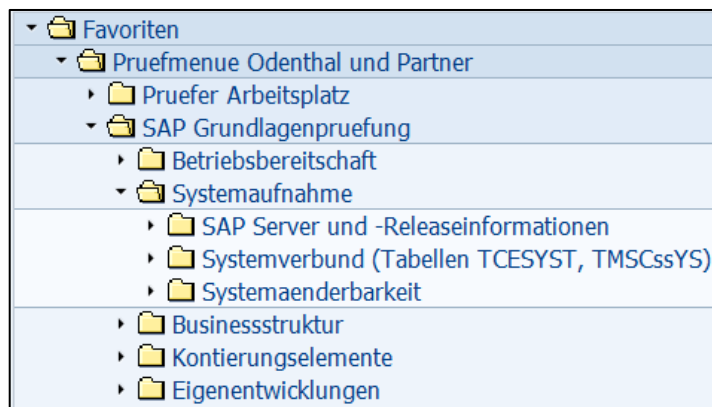 Favoriten
Pruefmenue Odenthal und Partner
Pruefer Arbeitsplatz
SAP Grundlagenpruefung
Betriebsbereitschaft
Systemaufnahme
SAP Server und -Releaseinformationen
Systemverbund (Tabellen TCESYST, TMSCssYS)
Systemaenderbarkeit
Businessstruktur
Kontierungselemente
Eigenentwicklungen